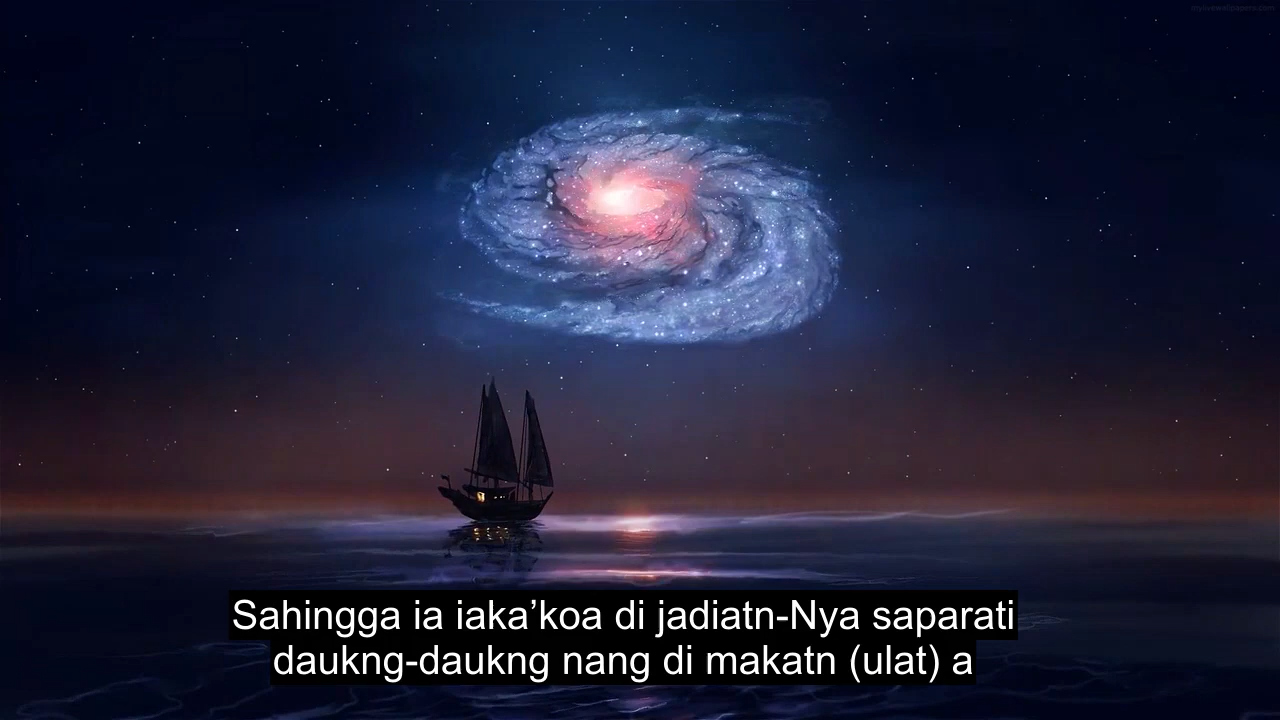 Sahingga ia iaka’koa di jadiatn-Nya saparati
daukng-daukng nang di makatn (ulat) a